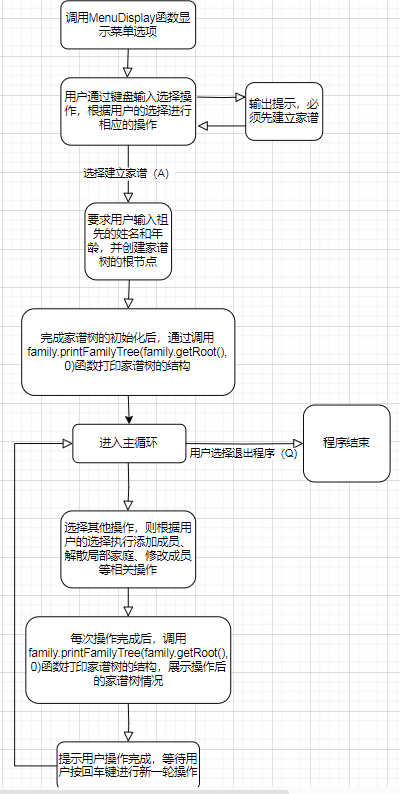 调用MenuDisplay函数显
示菜单选项
用户通过键盘输入选择操
作，根据用户的选择进行
相应的操作
输出提示，必
须先建立家谱
选择建立家谱（A）
要求用户输入祖
先的姓名和年
龄，并创建家谱
树的根节点
完成家谱树的初始化后，通过调用
family.printFamilyTree(family.getRoot(),
0)函数打印家谱树的结构
进入主循环
用户选择退出程序（Q）
程序结束
选择其他操作，则根据用
户的选择执行添加成员、
解散局部家庭、修改成员
等相关操作
每次操作完成后，调用
family.printFamilyTree(family.getRoot(),
0)函数打印家谱树的结构，展示操作后
的家谱树情况
提示用户操作完成，等待用
户按回车键进行新一轮操作